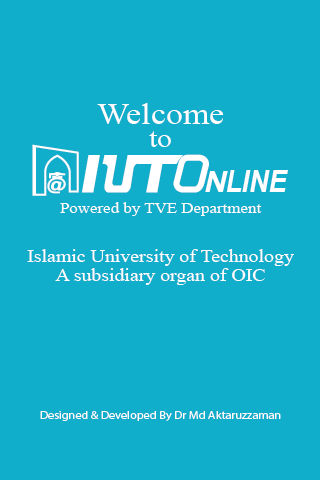 Welcome
to
IUTONLINE
Powered by TVE Department
Islamic University of Technology
A subsidiary organ of OIC
Designed & Developed By Dr Md Aktaruzzaman